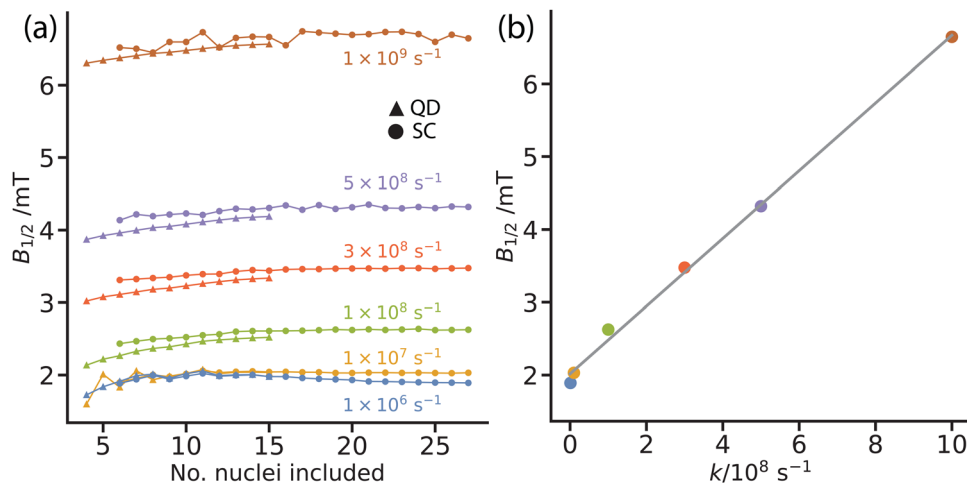 (a)
6
5
4
3
2
B₁/₂ /mT
1 × 10⁹ s⁻¹
QD
SC
5 × 10⁸ s⁻¹
3 × 10⁸ s⁻¹
1 × 10⁸ s⁻¹
1 × 10⁷ s⁻¹
1 × 10⁶ s⁻¹
5 10 15 20 25
No. nuclei included
(b)
6
5
4
3
2
B₁/₂ /mT
0 2 4 6 8 10
k/10⁸ s⁻¹